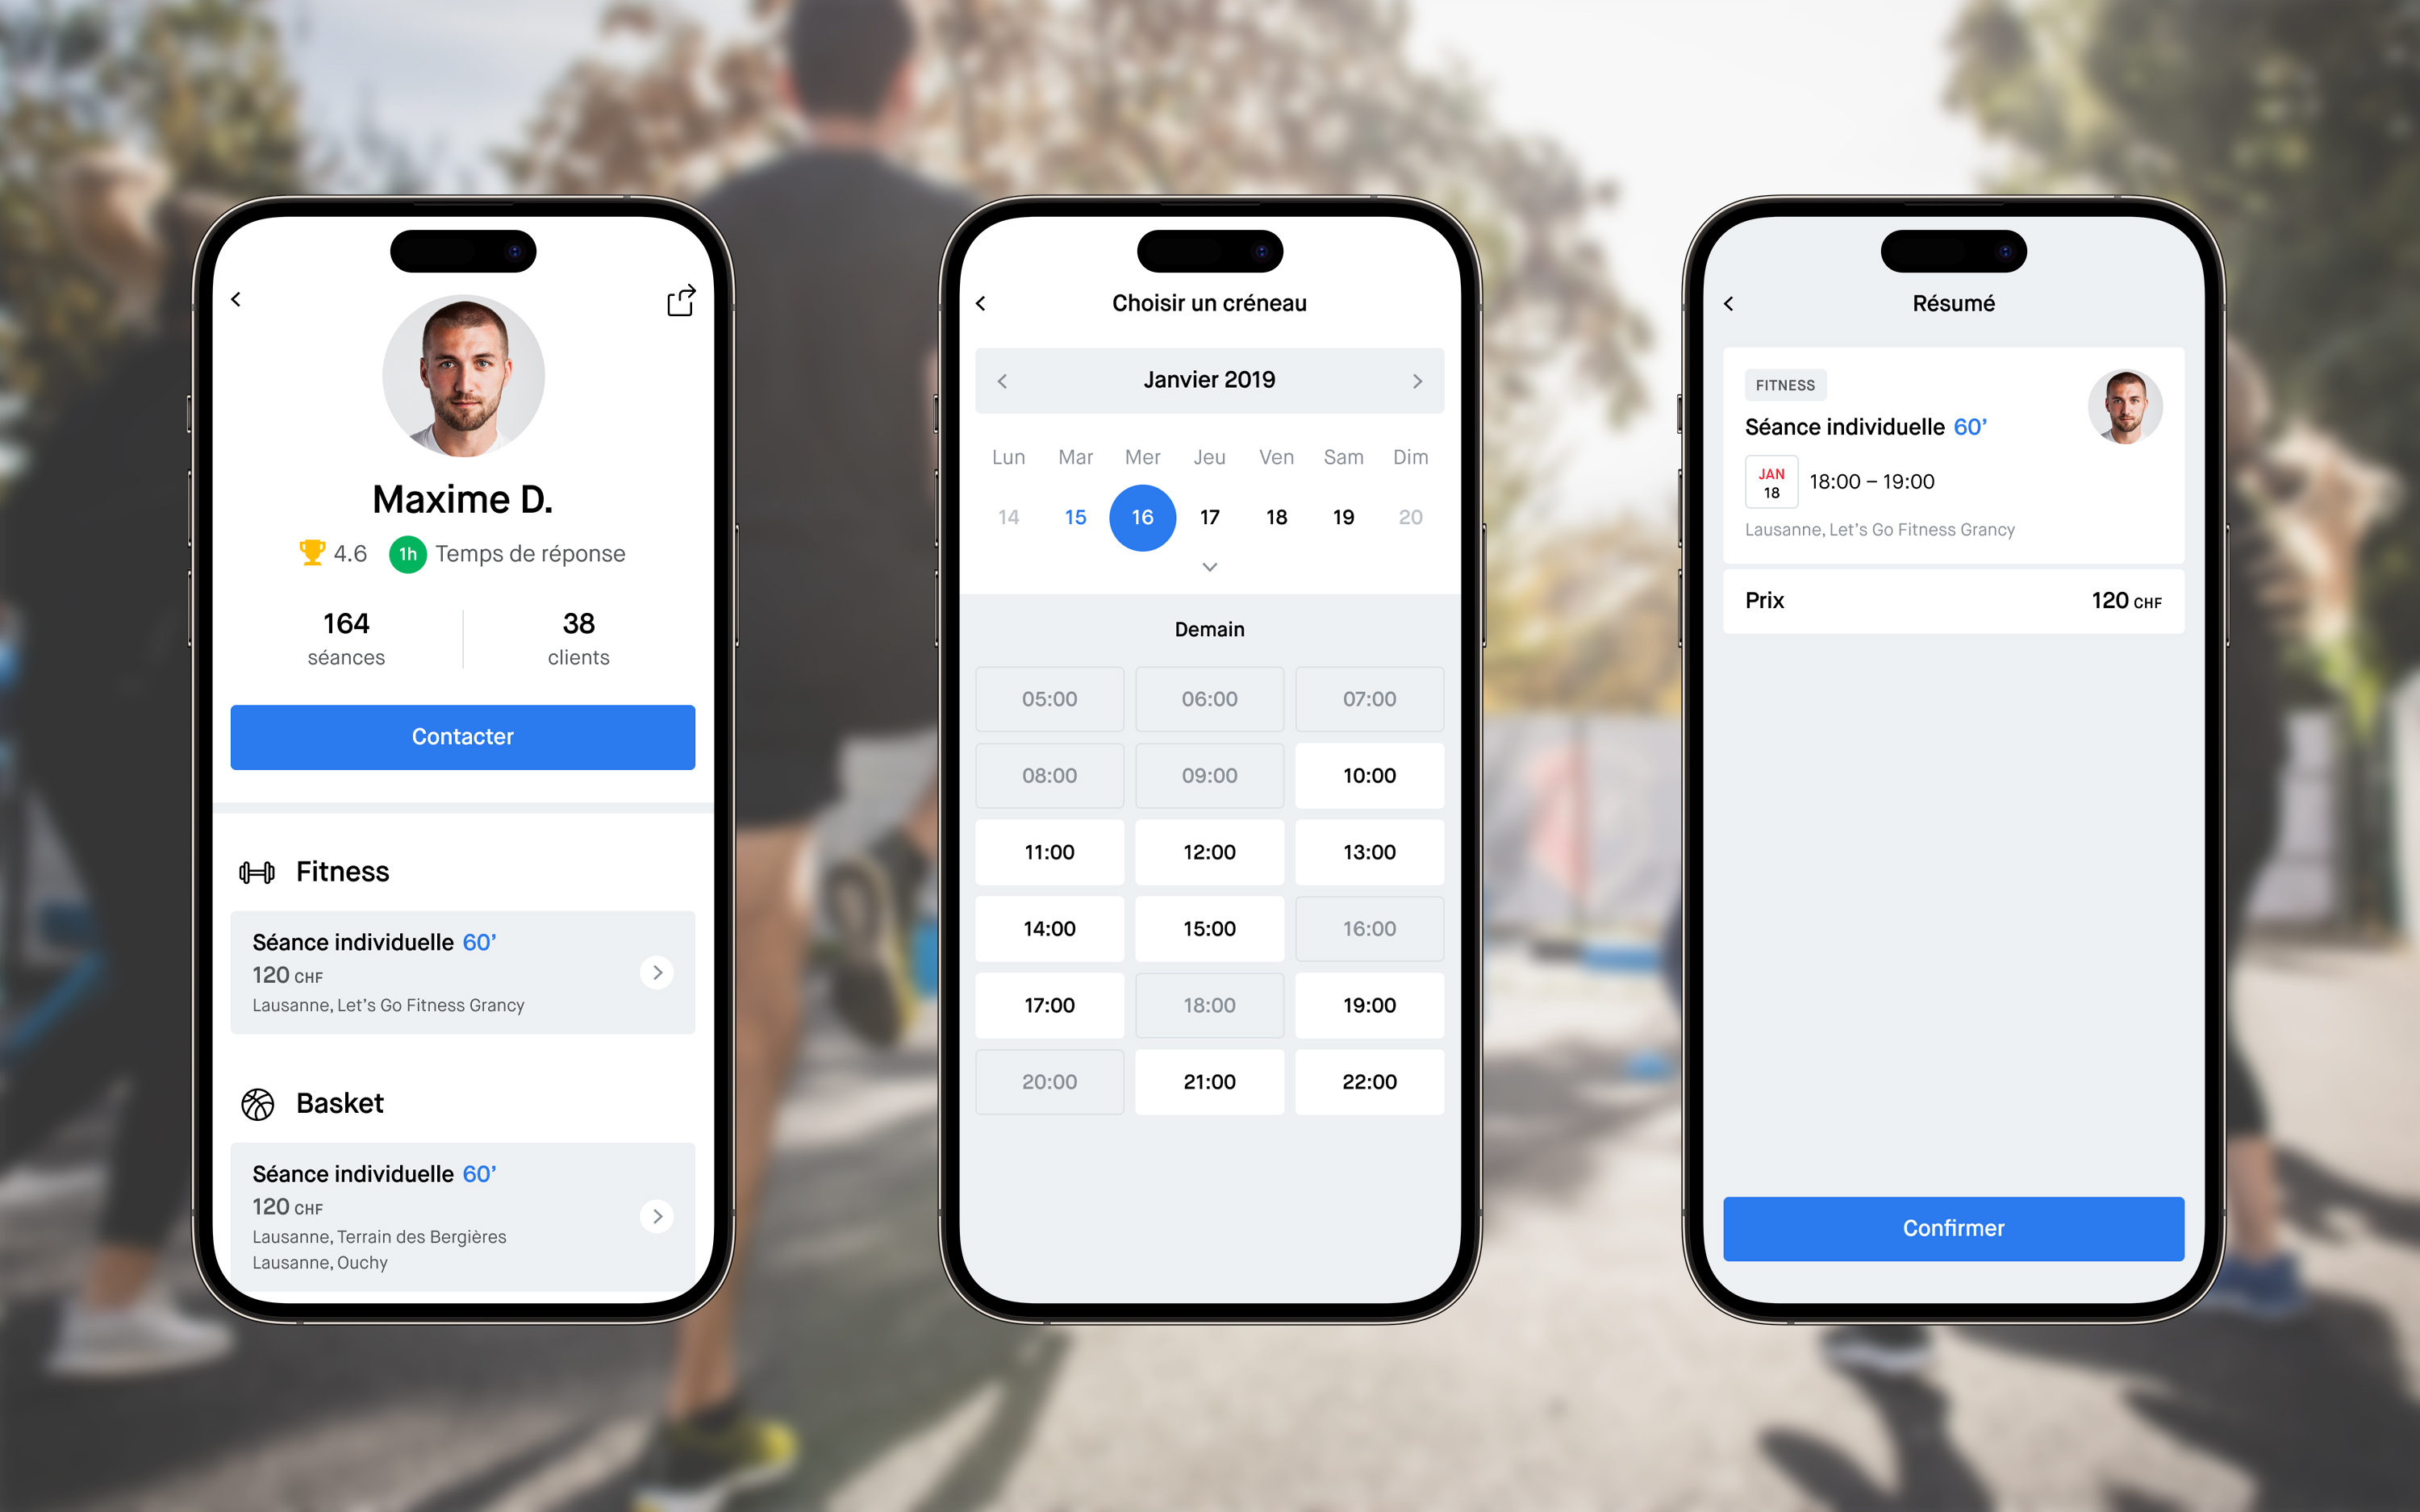 Maxime D.
4.6 1h Temps de réponse
164 38
séances clients
Contacter
Fitness
Séance individuelle 60’
120 CHF
Lausanne, Let’s Go Fitness Grancy
Basket
Séance individuelle 60’
120 CHF
Lausanne, Terrain des Bergières
Lausanne, Ouchy
Choisir un créneau
Janvier 2019
Lun Mar Mer Jeu Ven Sam Dim
14 15 16 17 18 19 20
Demain
05:00 06:00 07:00
08:00 09:00 10:00
11:00 12:00 13:00
14:00 15:00 16:00
17:00 18:00 19:00
20:00 21:00 22:00
Résumé
FITNESS
Séance individuelle 60’
JAN
18
18:00 – 19:00
Lausanne, Let’s Go Fitness Grancy
Prix 120 CHF
Confirmer